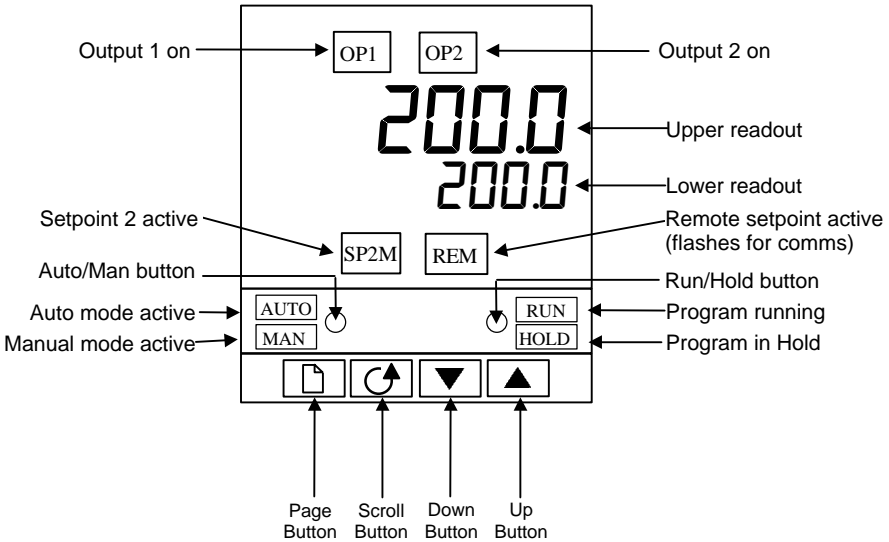 Output 1 on
OP1
OP2
Output 2 on
200.0
Upper readout
200.0
Lower readout
Setpoint 2 active
SP2M
REM
Remote setpoint active
(flashes for comms)
Auto/Man button
Run/Hold button
Auto mode active
AUTO
RUN
Program running
Manual mode active
MAN
HOLD
Program in Hold
Page
Button
Scroll
Button
Down
Button
Up
Button